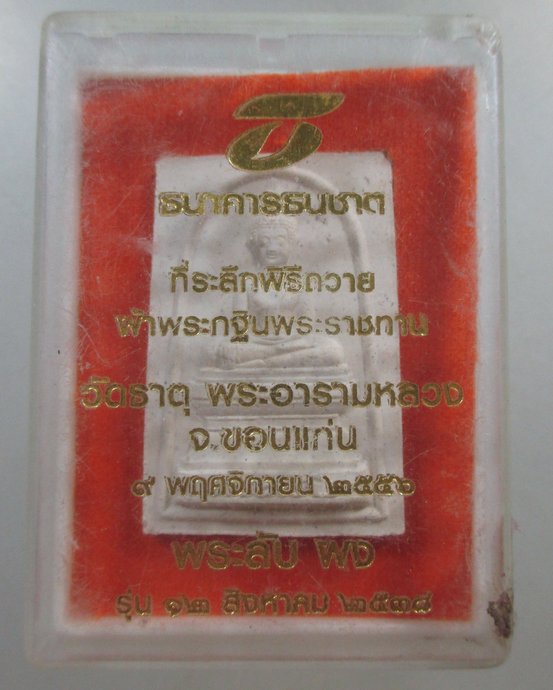 ธนาคารธนชาต
ที่ระลึกพิธีถวาย
ผ้าพระกฐินพระราชทาน
วัดธาตุ พระอารามหลวง
จ.ขอนแก่น
๙ พฤศจิกายน ๒๕๕๖
พระลับ ผง
รุ่น ๑๒ สิงหาคม ๒๕๓๘